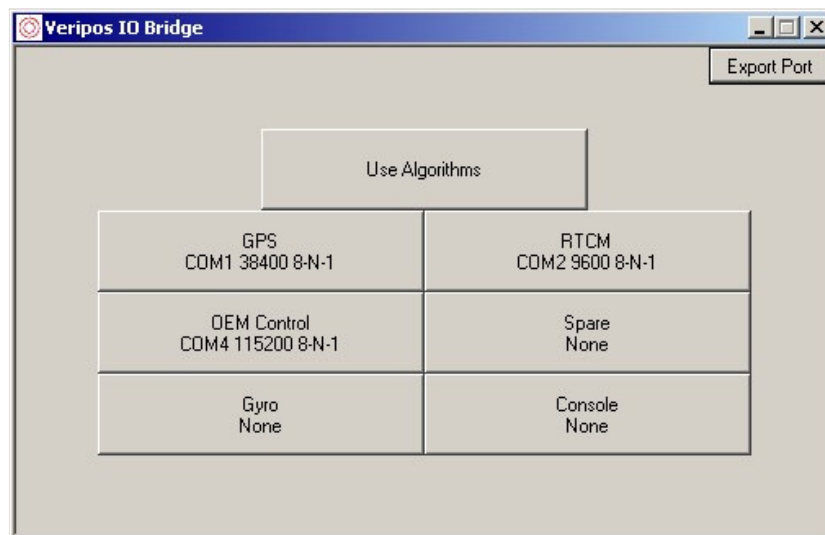 Veripos IO Bridge
Export Port
Use Algorithms
GPS
COM1 38400 8-N-1
RTCM
COM2 9600 8-N-1
OEM Control
COM4 115200 8-N-1
Spare
None
Gyro
None
Console
None